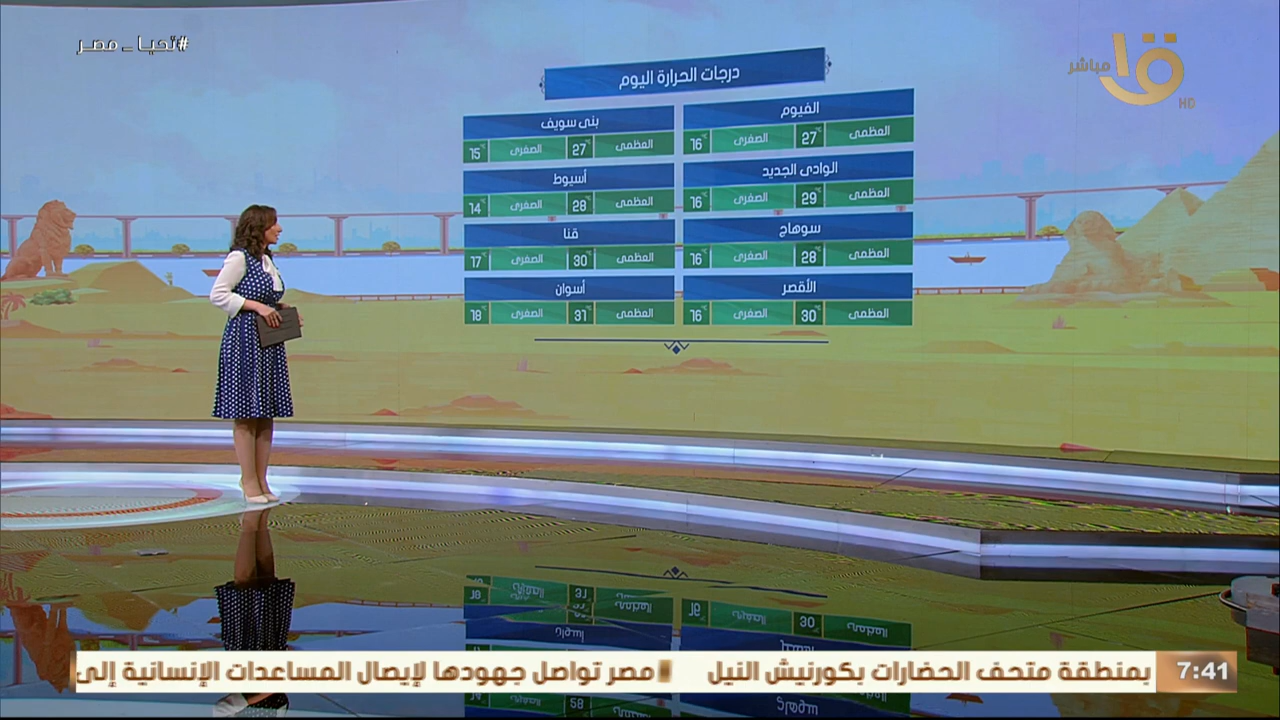 #تحيا_مصر
مباشر
HD
درجات الحرارة اليوم
الفيوم
العظمى 27°C الصغرى 16°C
بنى سويف
العظمى 27°C الصغرى 15°C
الوادى الجديد
العظمى 29°C الصغرى 16°C
أسيوط
العظمى 28°C الصغرى 14°C
سوهاج
العظمى 28°C الصغرى 16°C
قنا
العظمى 30°C الصغرى 17°C
الأقصر
العظمى 30°C الصغرى 16°C
أسوان
العظمى 31°C الصغرى 18°C
7:41 بمنطقة متحف الحضارات بكورنيش النيل مصر تواصل جهودها لإيصال المساعدات الإنسانية إلى